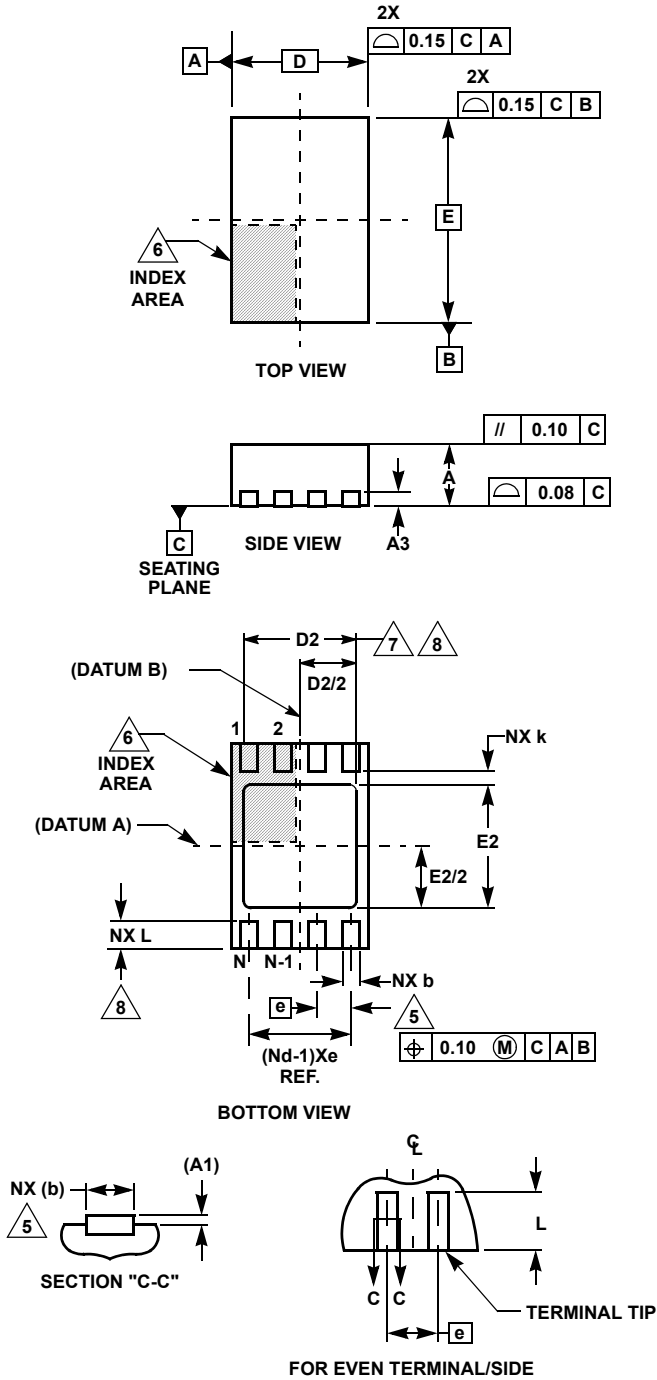 2X
⌓ 0.15 C A
A
D
2X
⌓ 0.15 C B
E
6
INDEX
AREA
B
TOP VIEW
// 0.10 C
A
⌓ 0.08 C
C
SEATING
PLANE
SIDE VIEW
A3
D2
7 8
(DATUM B)
D2/2
1 2
6
INDEX
AREA
NX k
(DATUM A)
E2
E2/2
NX L
N N-1
8
NX b
e
5
(Nd-1)Xe
REF.
⌖ 0.10 Ⓜ C A B
BOTTOM VIEW
(A1)
NX (b)
5
SECTION "C-C"
℄
L
C C
TERMINAL TIP
e
FOR EVEN TERMINAL/SIDE